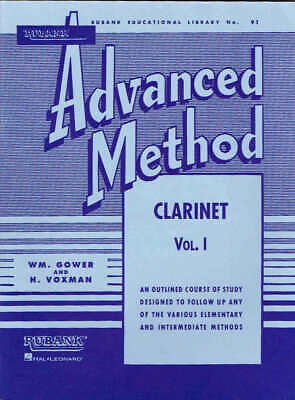 RUBANK EDUCATIONAL LIBRARY No. 92
RUBANK
Advanced
Method
CLARINET
VOL. I
WM. GOWER
AND
H. VOXMAN
AN OUTLINED COURSE OF STUDY
DESIGNED TO FOLLOW UP ANY
OF THE VARIOUS ELEMENTARY
AND INTERMEDIATE METHODS
RUBANK
HAL•LEONARD